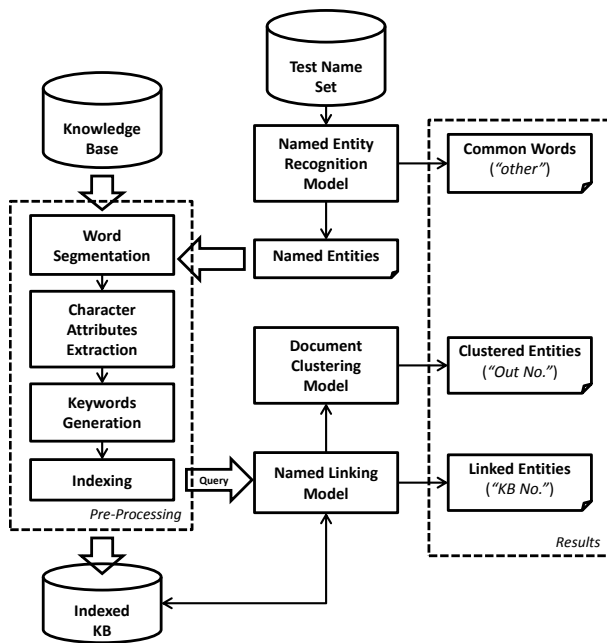 Test Name
Set
Knowledge
Base
Named Entity
Recognition
Model
Common Words
("other")
Word
Segmentation
Named Entities
Character
Attributes
Extraction
Document
Clustering
Model
Clustered Entities
("Out No.")
Keywords
Generation
Indexing
Query
Named Linking
Model
Linked Entities
("KB No.")
Pre-Processing
Results
Indexed
KB